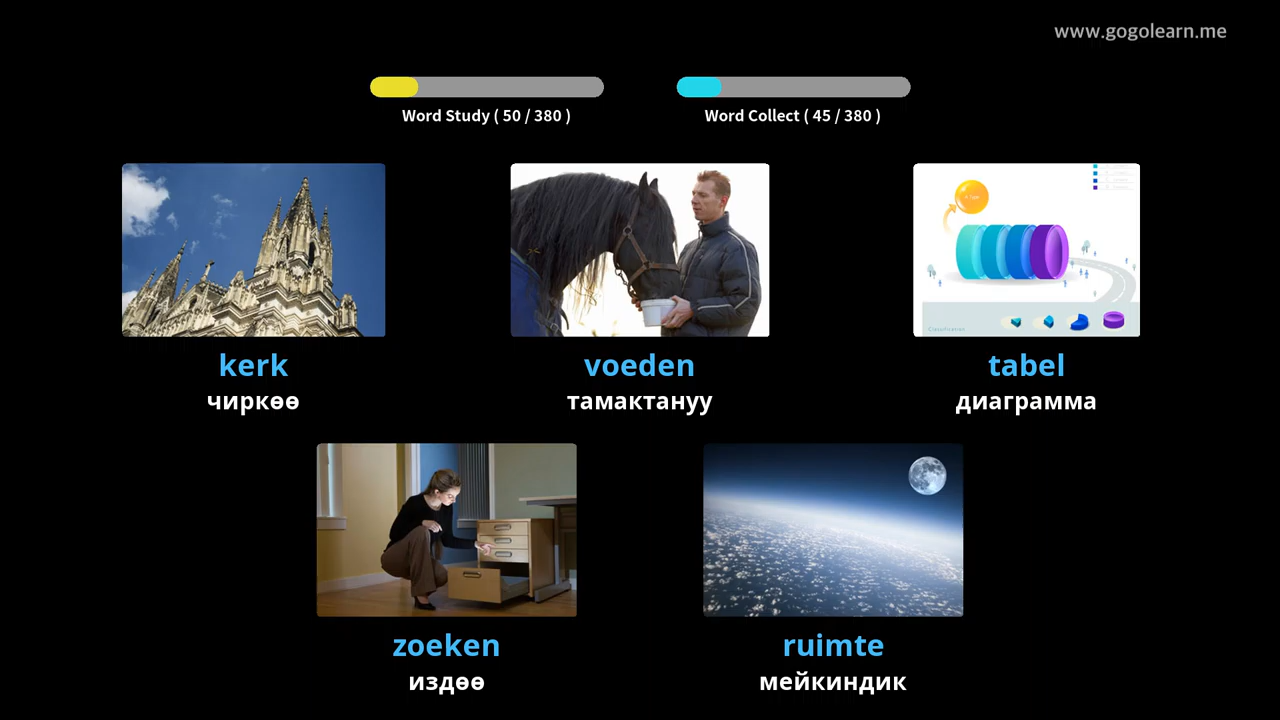 www.gogolearn.me
Word Study ( 50 / 380 )
Word Collect ( 45 / 380 )
kerk
чиркөө
voeden
тамактануу
tabel
диаграмма
zoeken
издөө
ruimte
мейкиндик